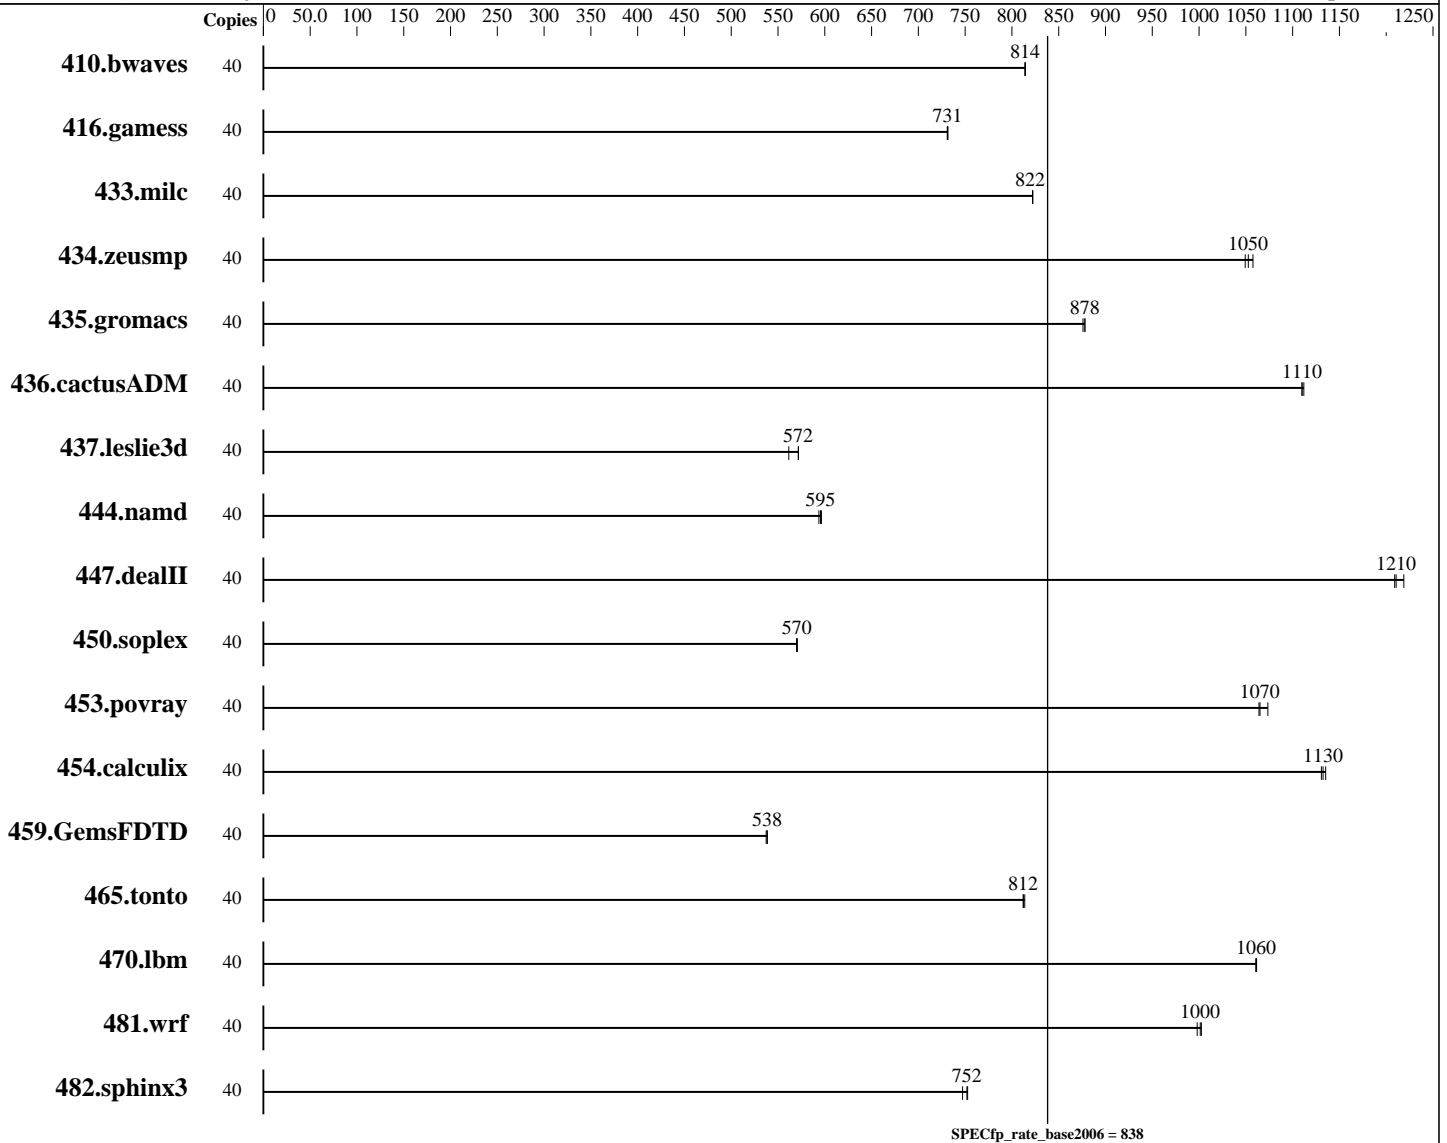 Copies 0 50.0 100 150 200 250 300 350 400 450 500 550 600 650 700 750 800 850 900 950 1000 1050 1100 1150 1250
814
410.bwaves 40
731
416.gamess 40
822
433.milc 40
1050
434.zeusmp 40
878
435.gromacs 40
1110
436.cactusADM 40
572
437.leslie3d 40
595
444.namd 40
1210
447.dealII 40
570
450.soplex 40
1070
453.povray 40
1130
454.calculix 40
538
459.GemsFDTD 40
812
465.tonto 40
1060
470.lbm 40
1000
481.wrf 40
752
482.sphinx3 40
SPECfp_rate_base2006 = 838